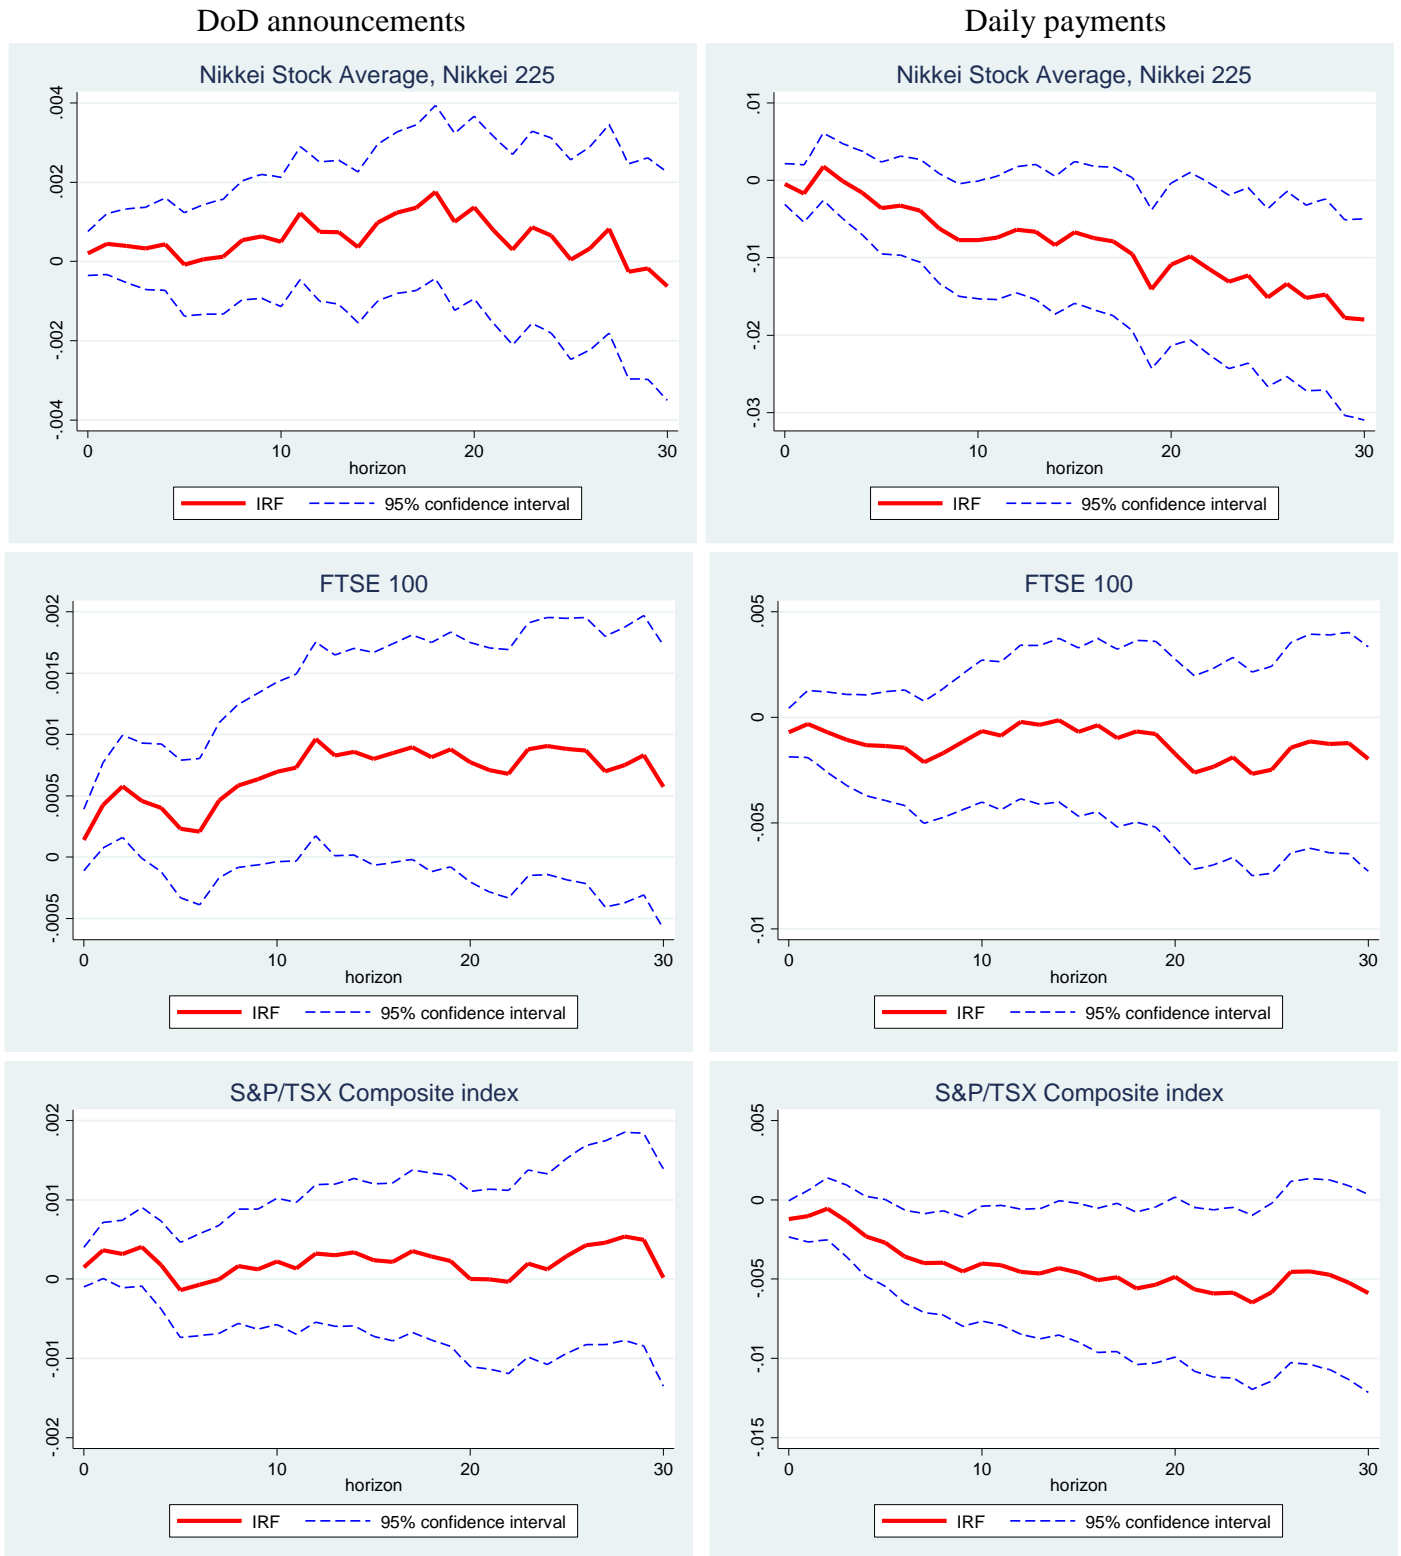 DoD announcements
Daily payments
Nikkei Stock Average, Nikkei 225
.004
.002
0
-.002
-.004
0 10 20 30
horizon
IRF 95% confidence interval
Nikkei Stock Average, Nikkei 225
.01
0
-.01
-.02
-.03
0 10 20 30
horizon
IRF 95% confidence interval
FTSE 100
.002
.0015
.001
.0005
0
-.0005
0 10 20 30
horizon
IRF 95% confidence interval
FTSE 100
.005
0
-.005
-.01
0 10 20 30
horizon
IRF 95% confidence interval
S&P/TSX Composite index
.002
.001
0
-.001
-.002
0 10 20 30
horizon
IRF 95% confidence interval
S&P/TSX Composite index
.005
0
-.005
-.01
-.015
0 10 20 30
horizon
IRF 95% confidence interval